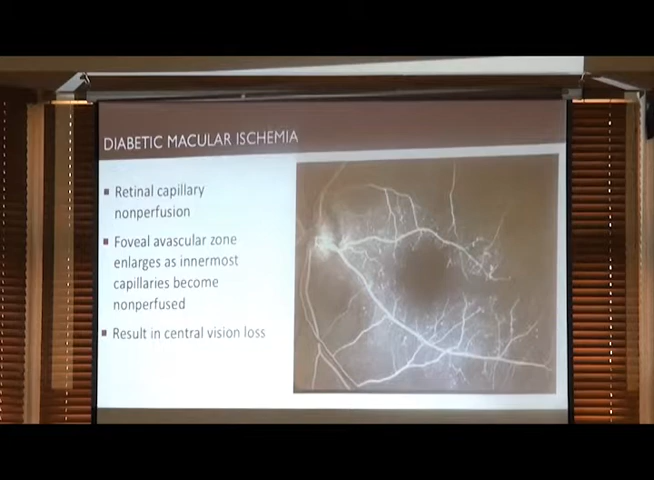 DIABETIC MACULAR ISCHEMIA
▪ Retinal capillary
nonperfusion
▪ Foveal avascular zone
enlarges as innermost
capillaries become
nonperfused
▪ Result in central vision loss